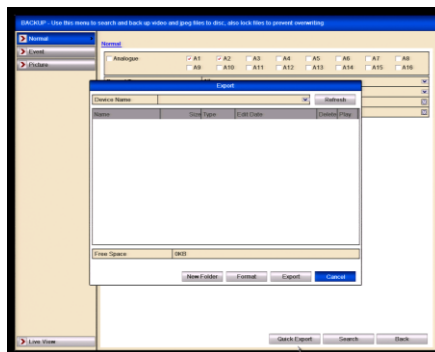 BACKUP - Use this menu to search and back up video and jpeg files to disc, also lock files to prevent overwriting
Normal
Event
Picture
Normal
Analogue A1 A2 A3 A4 A5 A6 A7 A8
A9 A10 A11 A12 A13 A14 A15 A16
Export
Device Name Refresh
Name Size Type Edit Date Delete Play
Free Space 0KB
New Folder Format Export Cancel
Live View Quick Export Search Back